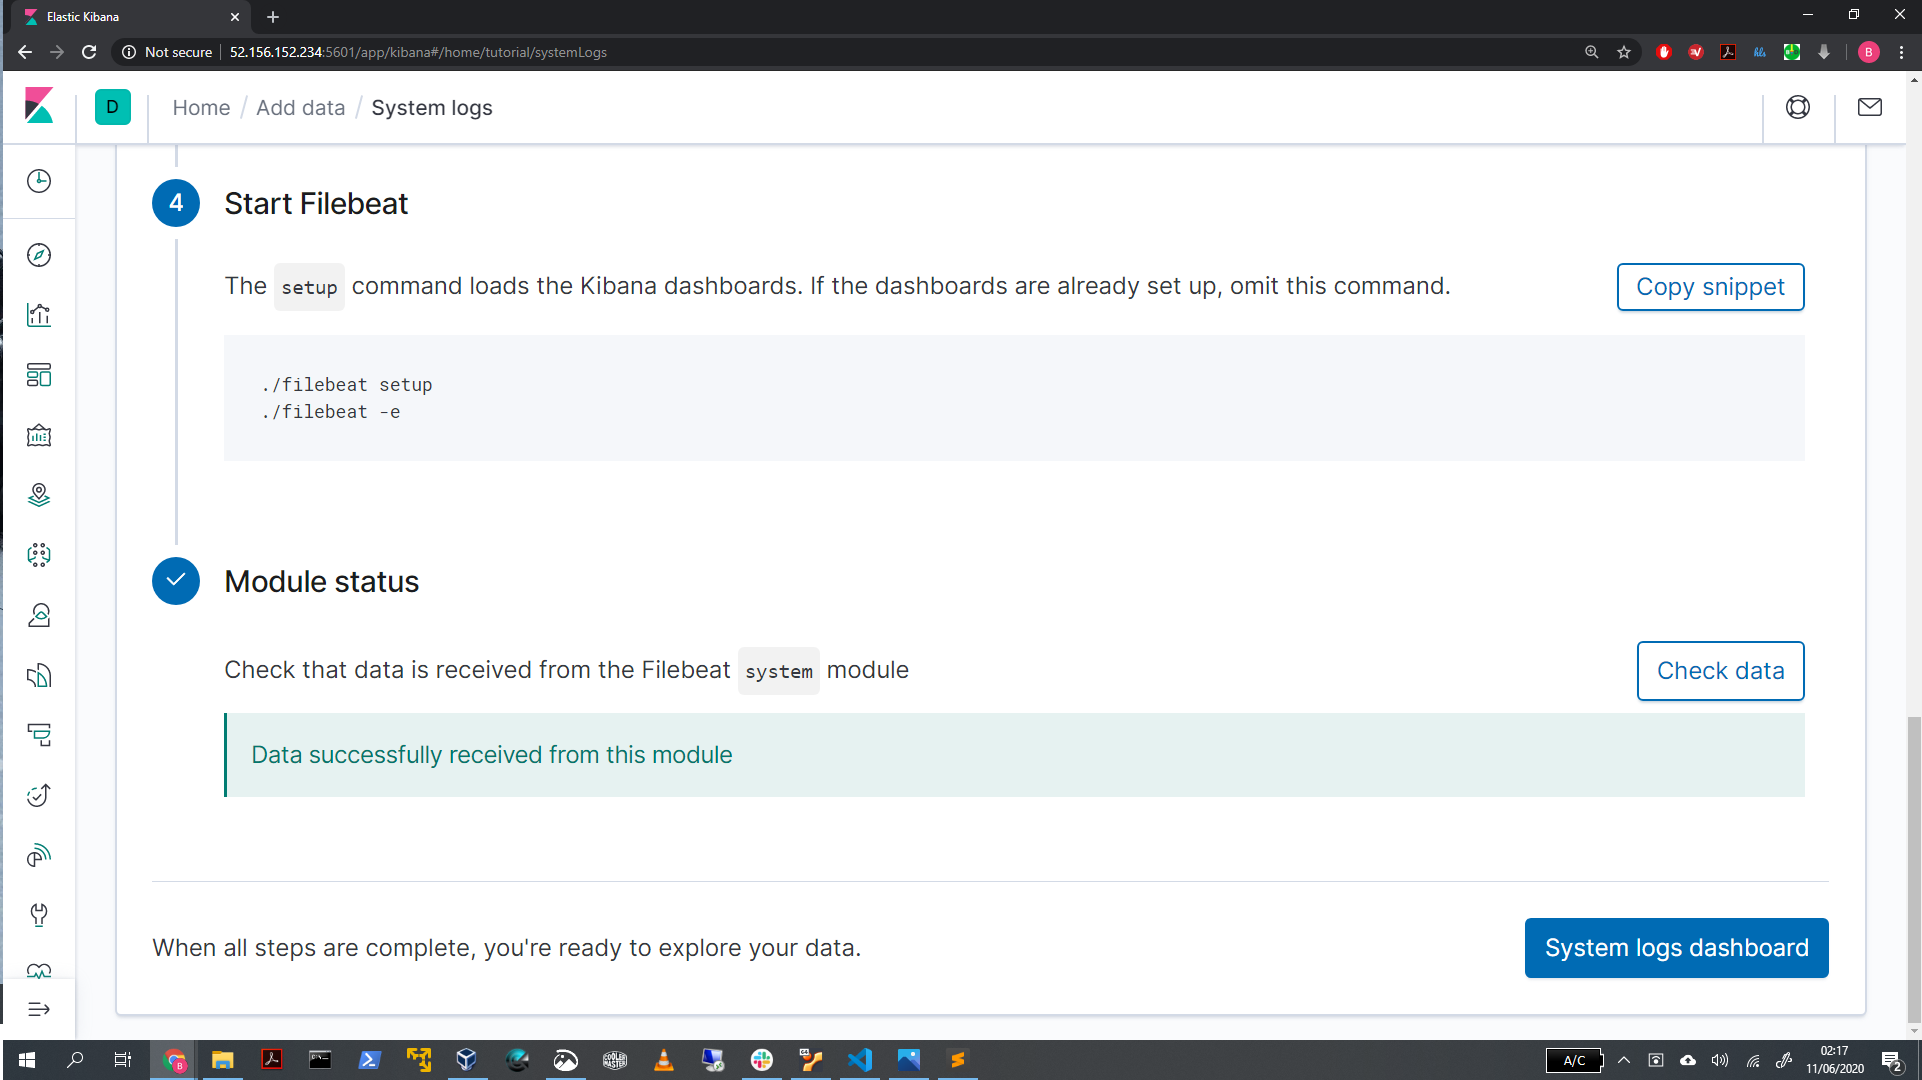 Elastic Kibana
Not secure
52.156.152.234:5601/app/kibana#/home/tutorial/systemLogs
B
D
Home / Add data / System logs
4
Start Filebeat
The setup command loads the Kibana dashboards. If the dashboards are already set up, omit this command.
Copy snippet
./filebeat setup
./filebeat -e
Module status
Check that data is received from the Filebeat system module
Check data
Data successfully received from this module
When all steps are complete, you're ready to explore your data.
System logs dashboard
B
COOLER MASTER
A/C
02:17
11/06/2020
2